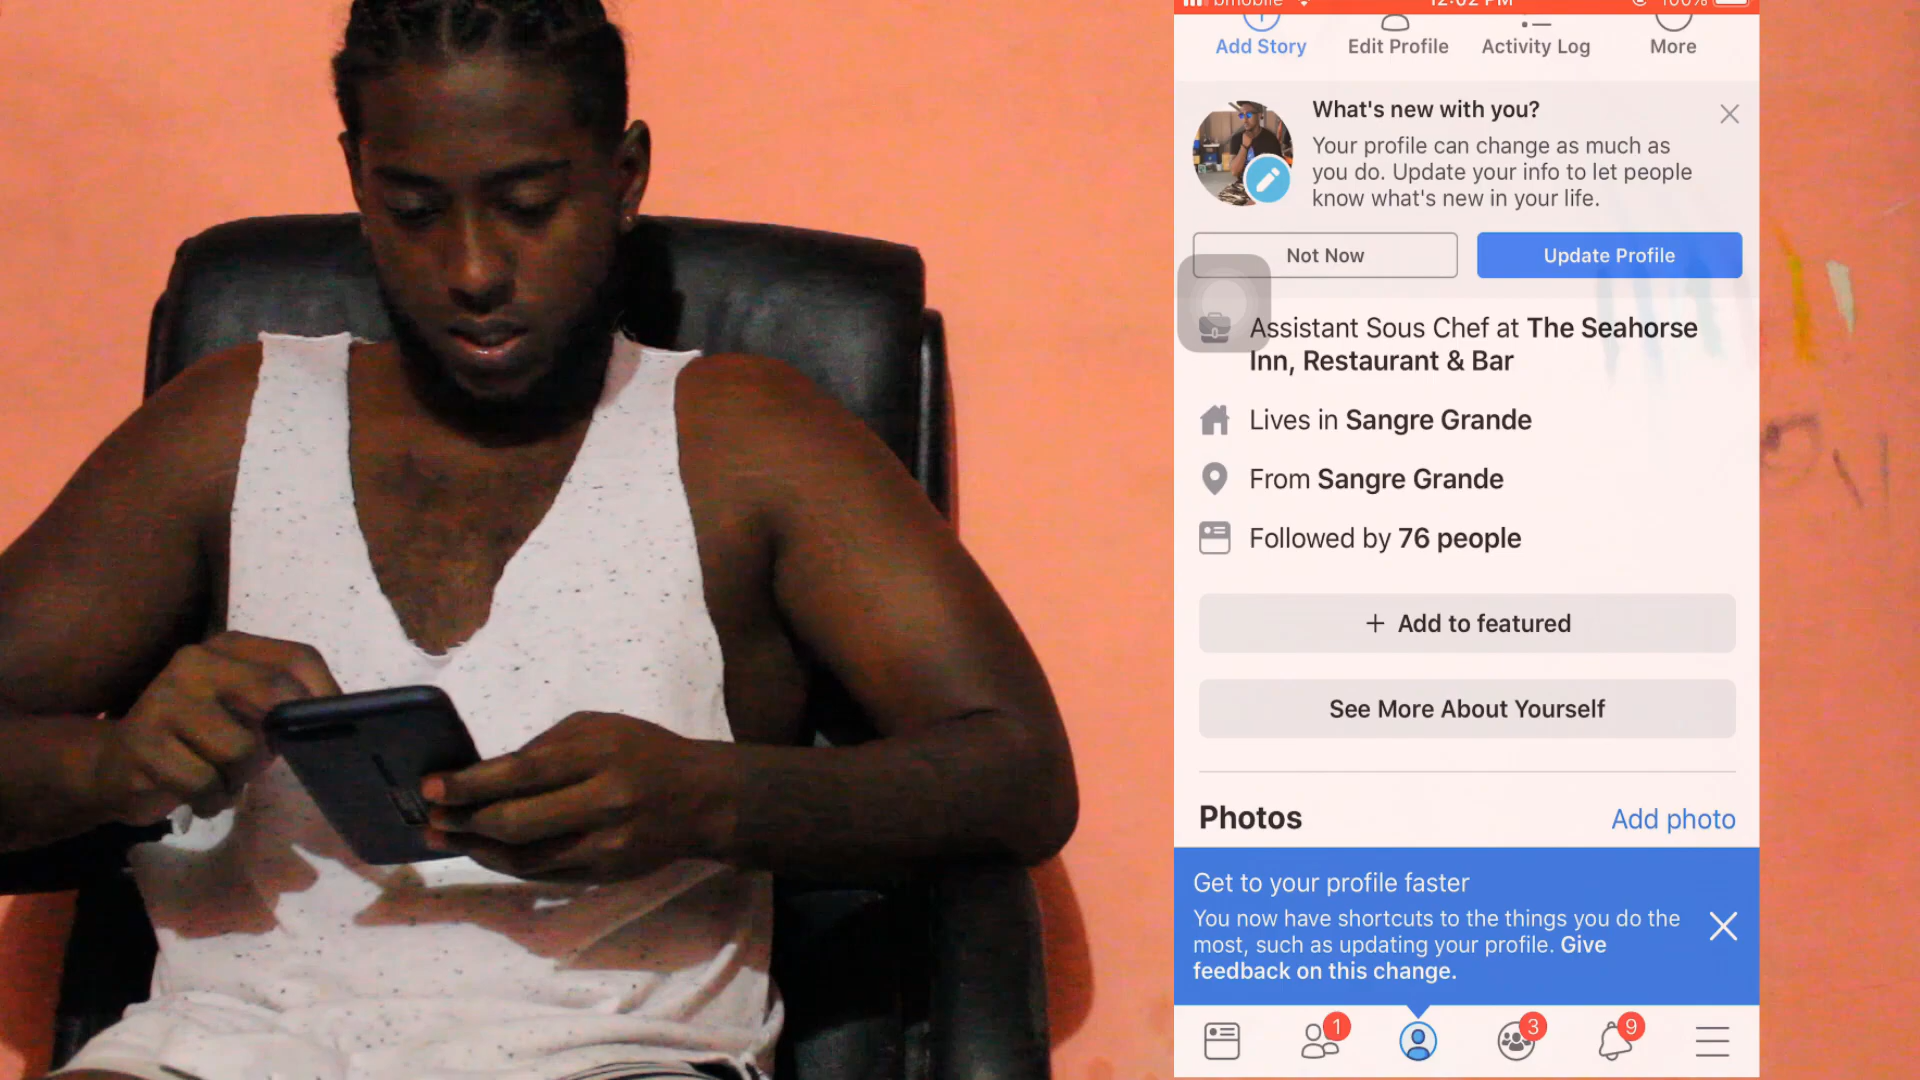 bmobile 12:02 PM 100%
Add Story Edit Profile Activity Log More
What's new with you?
Your profile can change as much as
you do. Update your info to let people
know what's new in your life.
Not Now Update Profile
Assistant Sous Chef at The Seahorse
Inn, Restaurant & Bar
Lives in Sangre Grande
From Sangre Grande
Followed by 76 people
+ Add to featured
See More About Yourself
Photos Add photo
Get to your profile faster
You now have shortcuts to the things you do the
most, such as updating your profile. Give
feedback on this change.
1 3 9